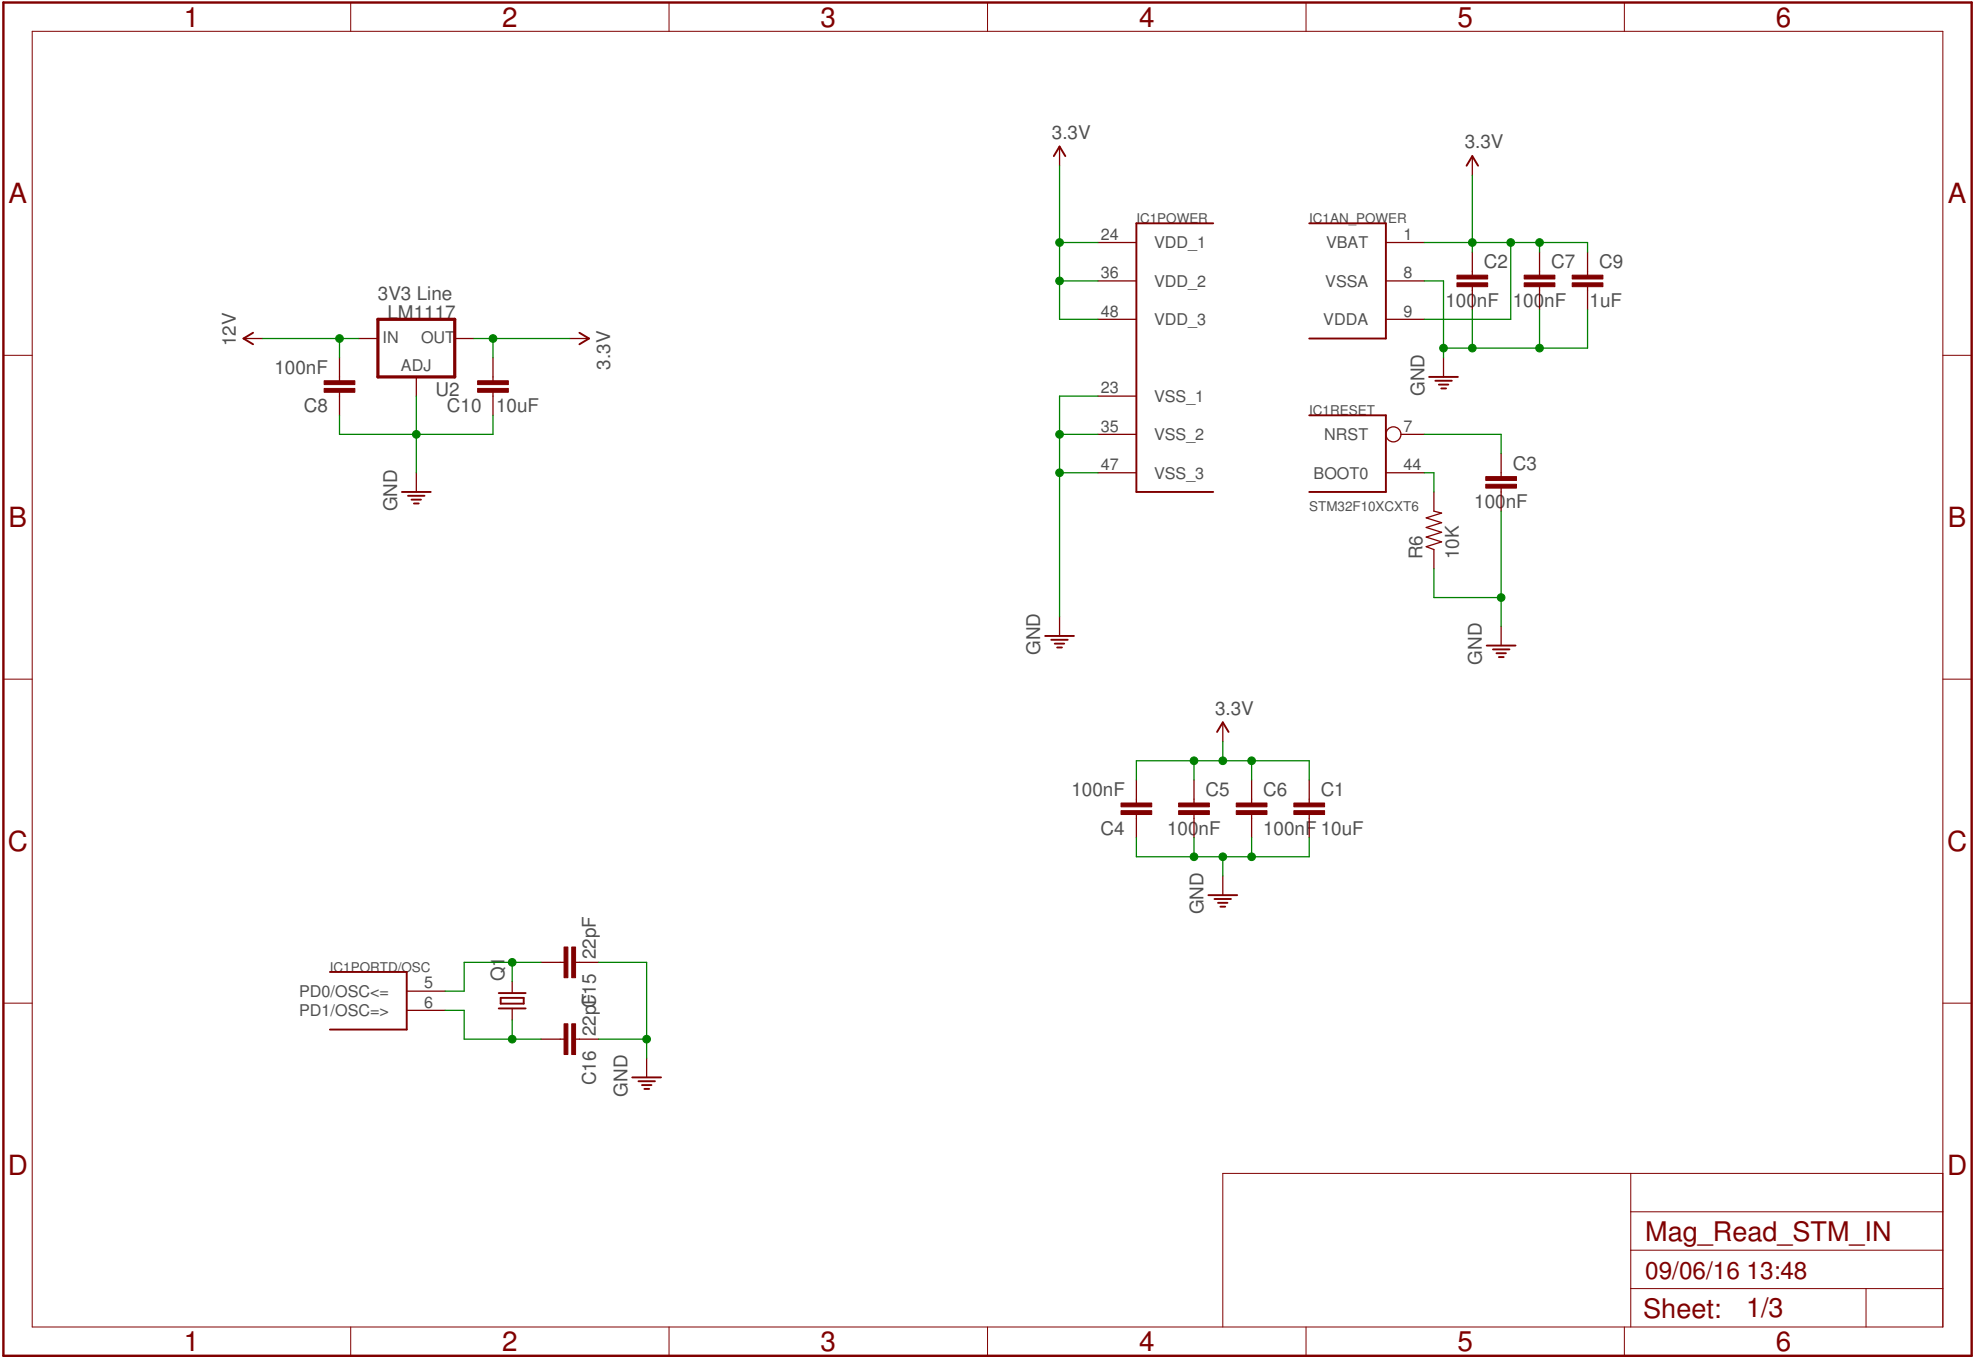 1 2 3 4 5 6
A A
B B
C C
D D
3V3 Line
LM1117
12V
IN OUT
ADJ
3.3V
100nF
C8
U2
C10 10uF
GND
3.3V
IC1POWER
24 VDD_1
36 VDD_2
48 VDD_3
23 VSS_1
35 VSS_2
47 VSS_3
GND
3.3V
IC1AN_POWER
VBAT 1
VSSA 8
VDDA 9
C2 C7 C9
100nF 100nF 1uF
GND
IC1RESET
NRST 7
BOOT0 44
STM32F10XCXT6
C3
100nF
R6
10K
GND
3.3V
100nF C5 C6 C1
C4 100nF 100nF 10uF
GND
IC1PORTD/OSC
PD0/OSC<= 5
PD1/OSC=> 6
Q1
22pF
C15
22pF
C16
GND
Mag_Read_STM_IN
09/06/16 13:48
Sheet: 1/3
1 2 3 4 5 6